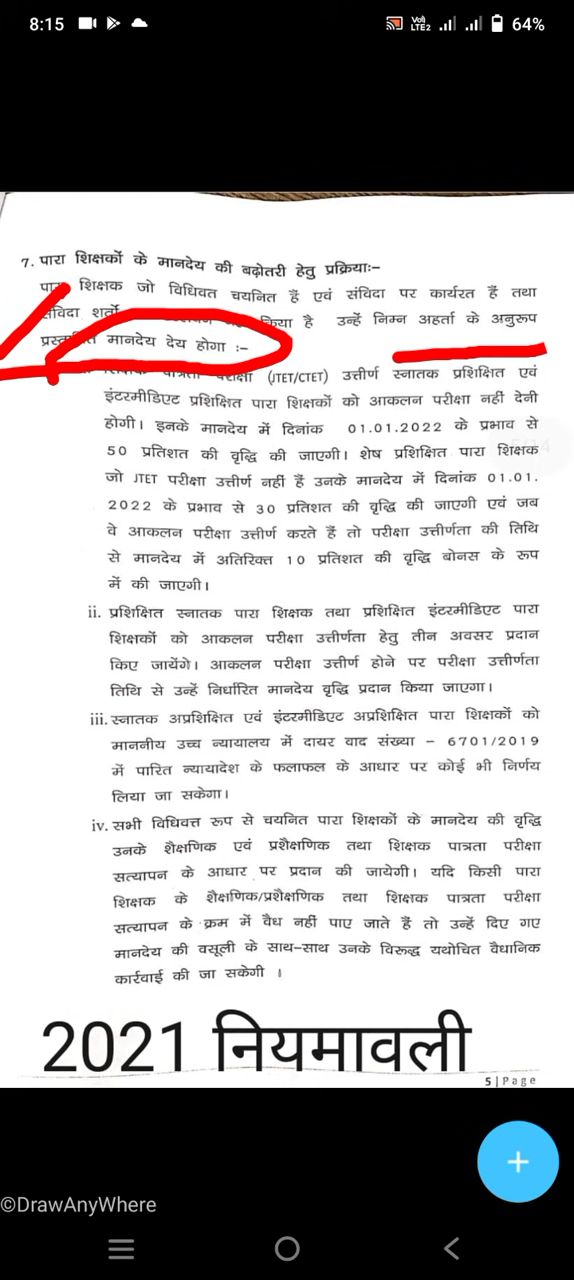 8:15
Vo)
LTE2
64%
7. पारा शिक्षकों के मानदेय की बढ़ोतरी हेतु प्रक्रियाः-
पारा शिक्षक जो विधिवत चयनित हैं एवं संविदा पर कार्यरत हैं तथा
संविदा शर्तो किया है उन्हें निम्न अहर्ता के अनुरूप
मानदेय देय होगा :-
(JTET/CTET) उत्तीर्ण स्नातक प्रशिक्षित एवं
इंटरमीडिएट प्रशिक्षित पारा शिक्षकों को आकलन परीक्षा नहीं देनी
होगी। इनके मानदेय में दिनांक 01.01.2022 के प्रभाव से
50 प्रतिशत की वृद्धि की जाएगी। शेष प्रशिक्षित पारा शिक्षक
जो JTET परीक्षा उत्तीर्ण नहीं हैं उनके मानदेय में दिनांक 01.01.
2022 के प्रभाव से 30 प्रतिशत की वृद्धि की जाएगी एवं जब
वे आकलन परीक्षा उत्तीर्ण करते हैं तो परीक्षा उत्तीर्णता की तिथि
से मानदेय में अतिरिक्त 10 प्रतिशत की वृद्धि बोनस के रूप
में की जाएगी।
ii. प्रशिक्षित स्नातक पारा शिक्षक तथा प्रशिक्षित इंटरमीडिएट पारा
शिक्षकों को आकलन परीक्षा उत्तीर्णता हेतु तीन अवसर प्रदान
किए जायेंगे। आकलन परीक्षा उत्तीर्ण होने पर परीक्षा उत्तीर्णता
तिथि से उन्हें निर्धारित मानदेय वृद्धि प्रदान किया जाएगा।
iii. स्नातक अप्रशिक्षित एवं इंटरमीडिएट अप्रशिक्षित पारा शिक्षकों को
माननीय उच्च न्यायालय में दायर वाद संख्या – 6701/2019
में पारित न्यायादेश के फलाफल के आधार पर कोई भी निर्णय
लिया जा सकेगा।
iv. सभी विधिवत्त रूप से चयनित पारा शिक्षकों के मानदेय की वृद्धि
उनके शैक्षणिक एवं प्रशैक्षणिक तथा शिक्षक पात्रता परीक्षा
सत्यापन के आधार पर प्रदान की जायेगी। यदि किसी पारा
शिक्षक के शैक्षणिक/प्रशैक्षणिक तथा शिक्षक पात्रता परीक्षा
सत्यापन के क्रम में वैध नहीं पाए जाते हैं तो उन्हें दिए गए
मानदेय की वसूली के साथ-साथ उनके विरूद्ध यथोचित वैधानिक
कार्रवाई की जा सकेगी ।
2021 नियमावली
5 | Page
©DrawAnyWhere